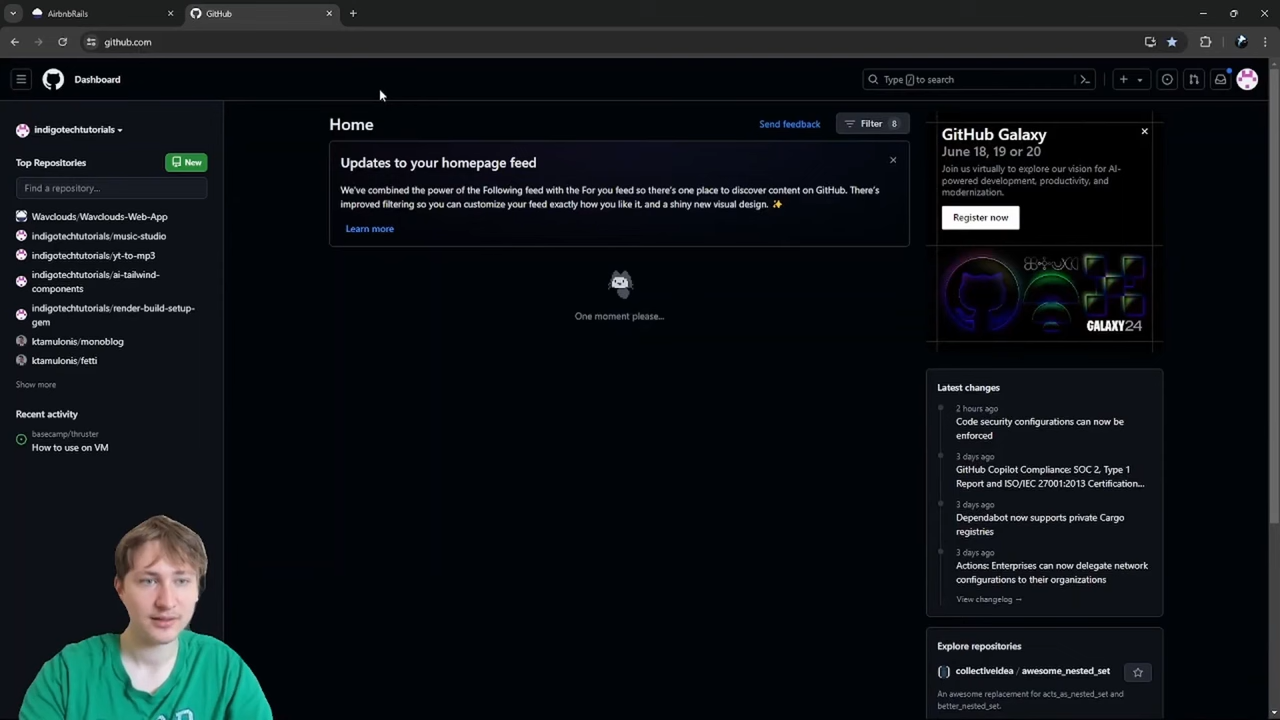 AirbnbRails
GitHub
github.com
Dashboard
Type / to search
indigotechtutorials
Top Repositories
New
Find a repository...
Wavclouds/Wavclouds-Web-App
indigotechtutorials/music-studio
indigotechtutorials/yt-to-mp3
indigotechtutorials/ai-tailwind-
components
indigotechtutorials/render-build-setup-
gem
ktamulonis/monoblog
ktamulonis/fetti
Show more
Recent activity
basecamp/thruster
How to use on VM
Home
Send feedback
Filter 8
Updates to your homepage feed
We've combined the power of the Following feed with the For you feed so there's one place to discover content on GitHub. There's
improved filtering so you can customize your feed exactly how you like it, and a shiny new visual design. ✨
Learn more
One moment please...
GitHub Galaxy
June 18, 19 or 20
Join us virtually to explore our vision for AI-
powered development, productivity, and
modernization.
Register now
GALAXY24
Latest changes
2 hours ago
Code security configurations can now be
enforced
3 days ago
GitHub Copilot Compliance: SOC 2, Type 1
Report and ISO/IEC 27001:2013 Certification...
3 days ago
Dependabot now supports private Cargo
registries
3 days ago
Actions: Enterprises can now delegate network
configurations to their organizations
View changelog →
Explore repositories
collectiveidea / awesome_nested_set
An awesome replacement for acts_as_nested_set and
better_nested_set.